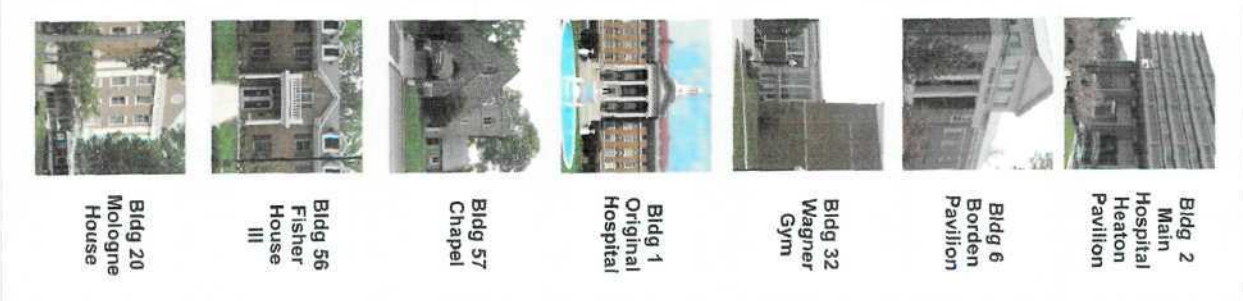 Bldg 2
Main
Hospital
Heaton
Pavilion
Bldg 6
Borden
Pavilion
Bldg 32
Wagner
Gym
Bldg 1
Original
Hospital
Bldg 57
Chapel
Bldg 56
Fisher
House
III
Bldg 20
Mologne
House